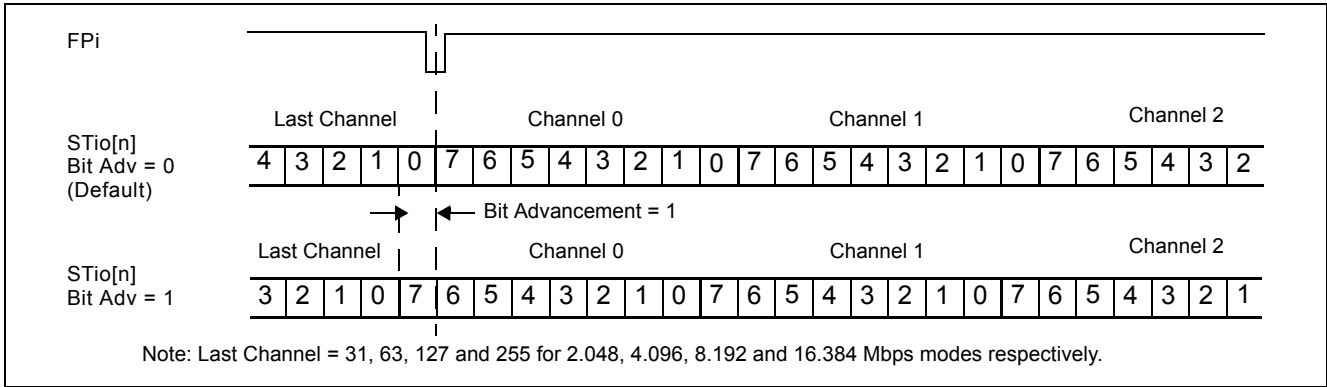 FPi
Last Channel Channel 0 Channel 1 Channel 2
STio[n]
Bit Adv = 0
(Default)
4 3 2 1 0 7 6 5 4 3 2 1 0 7 6 5 4 3 2 1 0 7 6 5 4 3 2
Bit Advancement = 1
Last Channel Channel 0 Channel 1 Channel 2
STio[n]
Bit Adv = 1
3 2 1 0 7 6 5 4 3 2 1 0 7 6 5 4 3 2 1 0 7 6 5 4 3 2 1
Note: Last Channel = 31, 63, 127 and 255 for 2.048, 4.096, 8.192 and 16.384 Mbps modes respectively.